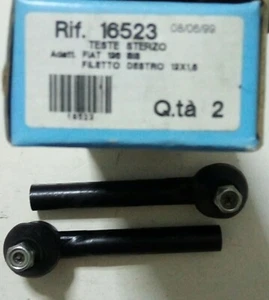 Rif. 16523 08/06/99
TESTE STERZO
Adatt. FIAT 126 BIS
FILETTO DESTRO 12X1,5
16523
Q.tà 2